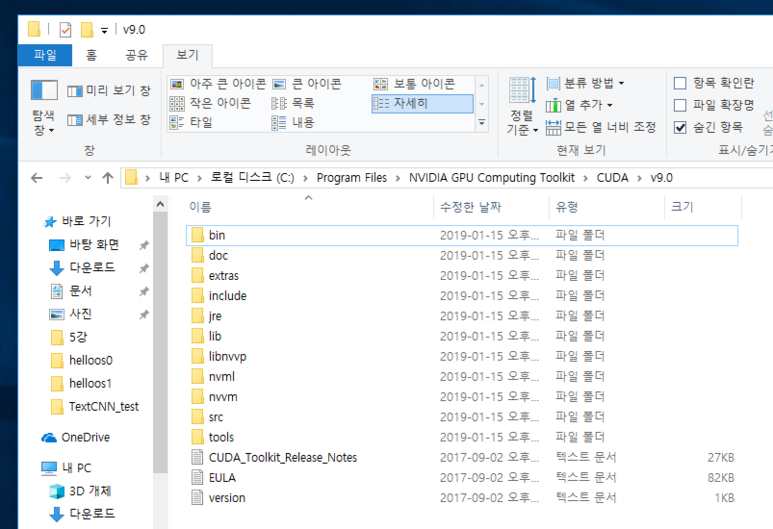 v9.0
파일 홈 공유 보기
미리 보기 창
세부 정보 창
탐색 창
창
아주 큰 아이콘 큰 아이콘 보통 아이콘
작은 아이콘 목록 자세히
타일 내용
레이아웃
정렬 기준
분류 방법
열 추가
모든 열 너비 조정
현재 보기
항목 확인란
파일 확장명
숨긴 항목
표시/숨기기
내 PC > 로컬 디스크 (C:) > Program Files > NVIDIA GPU Computing Toolkit > CUDA > v9.0
바로 가기
바탕 화면
다운로드
문서
사진
5강
helloos0
helloos1
TextCNN_test
OneDrive
내 PC
3D 개체
다운로드
이름 수정한 날짜 유형 크기
bin 2019-01-15 오후... 파일 폴더
doc 2019-01-15 오후... 파일 폴더
extras 2019-01-15 오후... 파일 폴더
include 2019-01-15 오후... 파일 폴더
jre 2019-01-15 오후... 파일 폴더
lib 2019-01-15 오후... 파일 폴더
libnvvp 2019-01-15 오후... 파일 폴더
nvml 2019-01-15 오후... 파일 폴더
nvvm 2019-01-15 오후... 파일 폴더
src 2019-01-15 오후... 파일 폴더
tools 2019-01-15 오후... 파일 폴더
CUDA_Toolkit_Release_Notes 2017-09-02 오후... 텍스트 문서 27KB
EULA 2017-09-02 오후... 텍스트 문서 82KB
version 2017-09-02 오후... 텍스트 문서 1KB